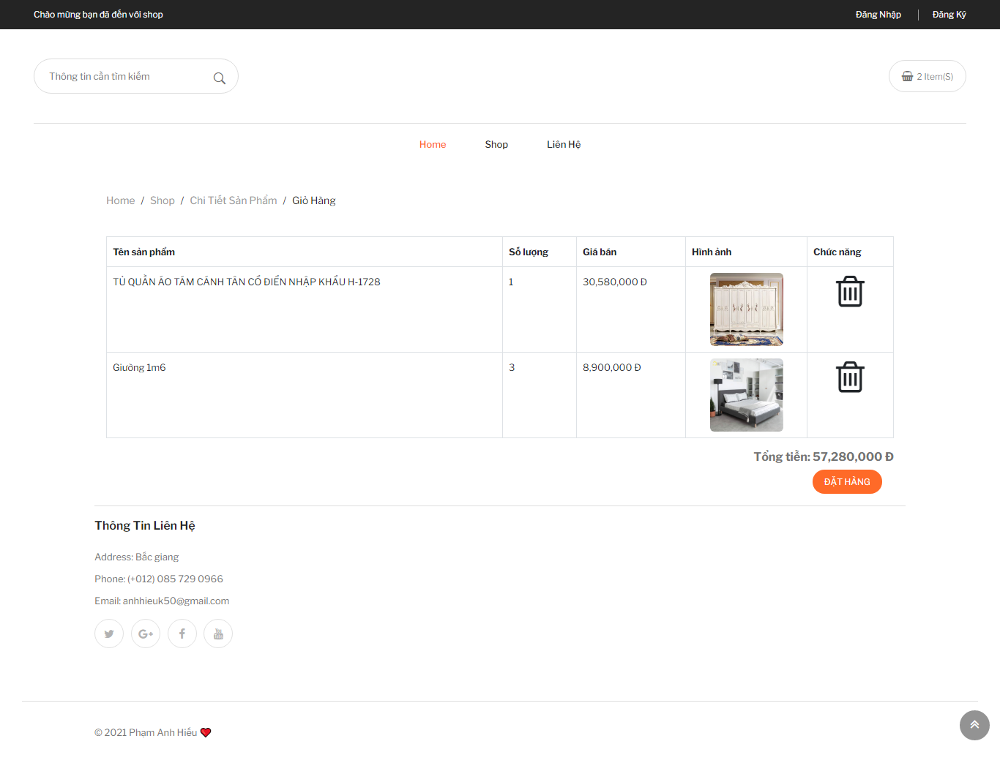 Chào mừng bạn đã đến với shop
Đăng Nhập
Đăng Ký
Thông tin cần tìm kiếm
2 Item(S)
Home
Shop
Liên Hệ
Home / Shop / Chi Tiết Sản Phẩm / Giỏ Hàng
Tên sản phẩm
Số lượng
Giá bán
Hình ảnh
Chức năng
TỦ QUẦN ÁO TÁM CÁNH TÂN CỔ ĐIỂN NHẬP KHẨU H-1728
1
30,580,000 Đ
Giường 1m6
3
8,900,000 Đ
Tổng tiền: 57,280,000 Đ
ĐẶT HÀNG
Thông Tin Liên Hệ
Address: Bắc giang
Phone: (+012) 085 729 0966
Email: anhhieuk50@gmail.com
© 2021 Phạm Anh Hiếu